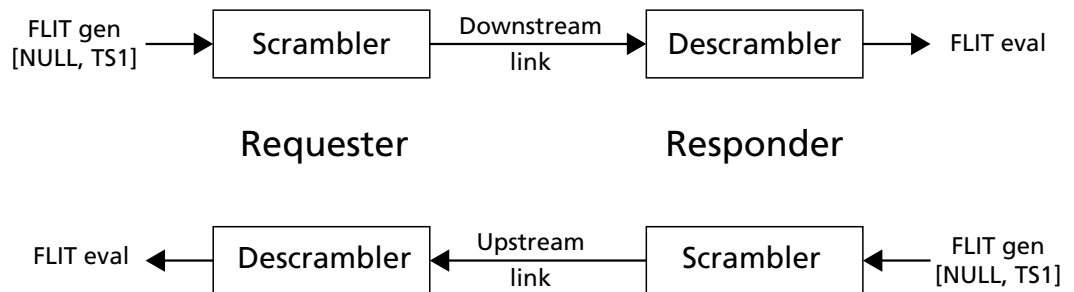 FLIT gen
[NULL, TS1]
Scrambler
Downstream
link
Descrambler
FLIT eval
Requester
Responder
FLIT eval
Descrambler
Upstream
link
Scrambler
FLIT gen
[NULL, TS1]